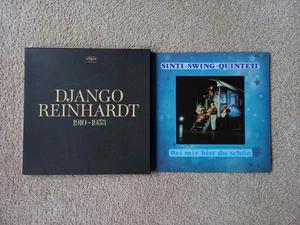 DJANGO
REINHARDT
1910-1953
SINTI-SWING-QUINTETT
Bei mir bist du schön